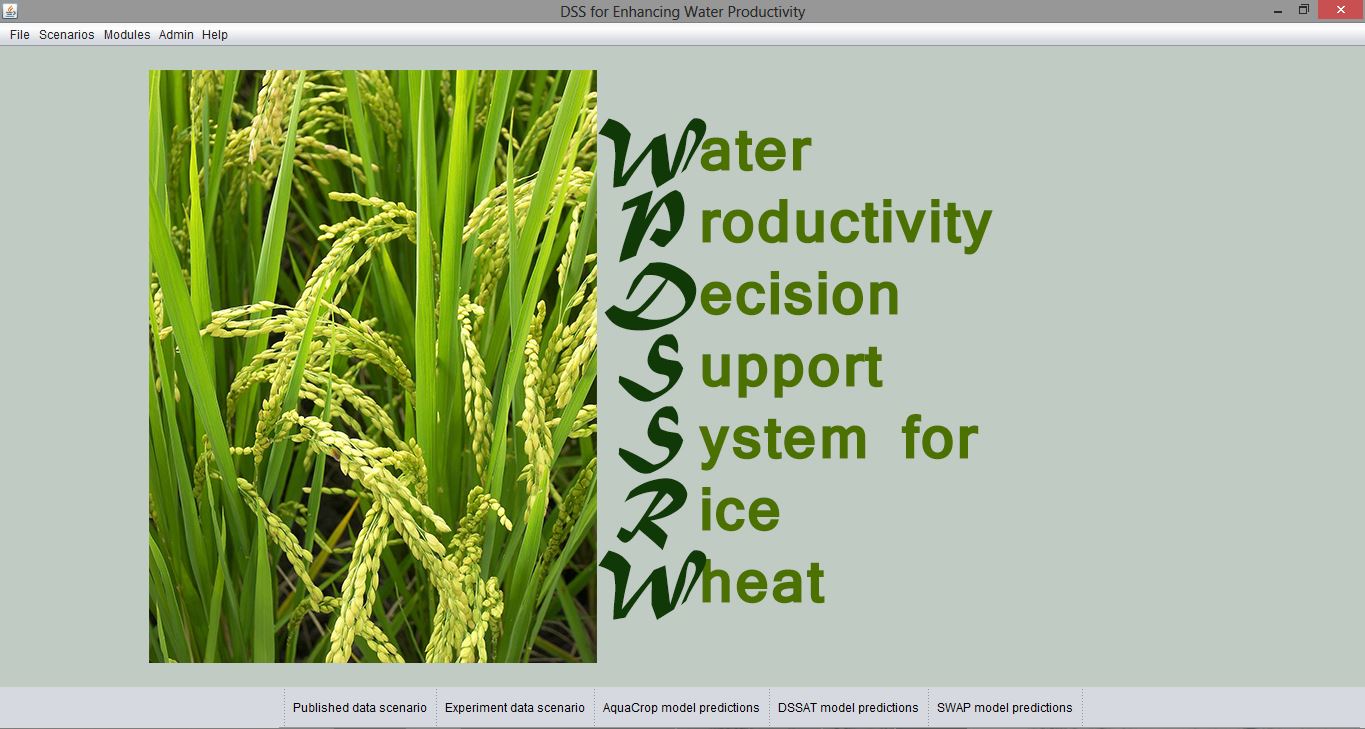 DSS for Enhancing Water Productivity
File Scenarios Modules Admin Help
Water
Productivity
Decision
Support
System for
Rice
Wheat
Published data scenario Experiment data scenario AquaCrop model predictions DSSAT model predictions SWAP model predictions